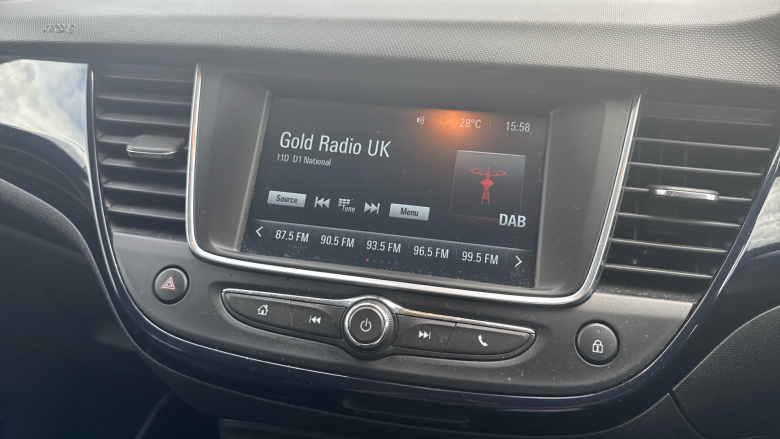 28°C 15:58
Gold Radio UK
11D D1 National
Source Tune Menu
DAB
87.5 FM 90.5 FM 93.5 FM 96.5 FM 99.5 FM